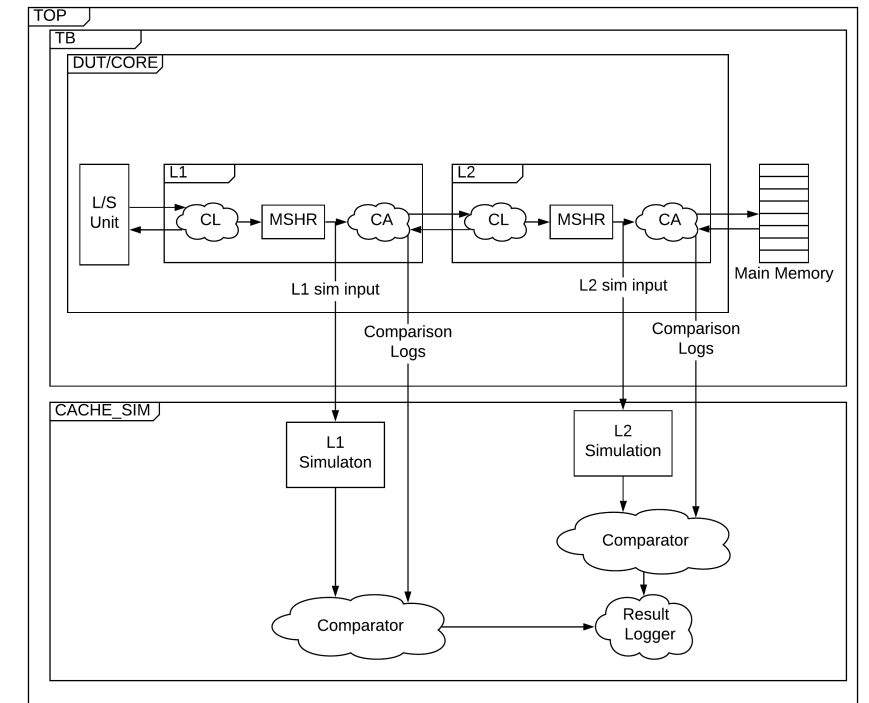 TOP
TB
DUT/CORE
L/S
Unit
L1
CL
MSHR
CA
L2
CL
MSHR
CA
Main Memory
L1 sim input
L2 sim input
Comparison
Logs
Comparison
Logs
CACHE_SIM
L1
Simulaton
L2
Simulation
Comparator
Comparator
Result
Logger